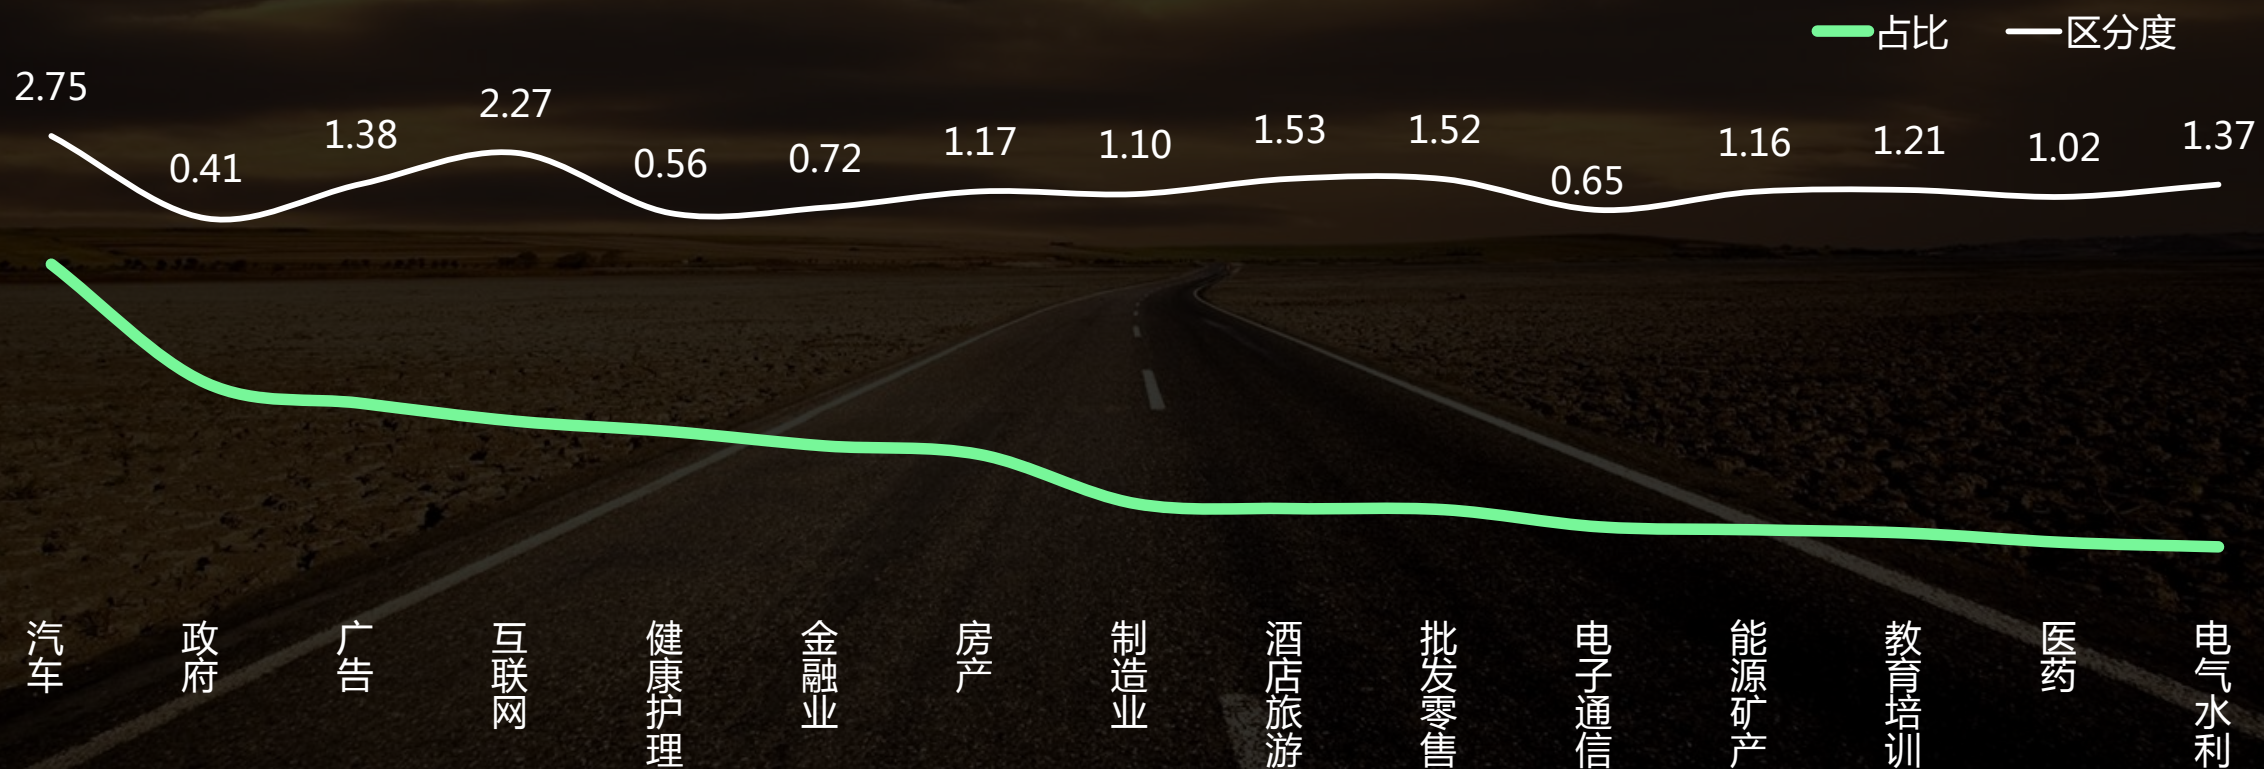 占比 区分度
2.75 0.41 1.38 2.27 0.56 0.72 1.17 1.10 1.53 1.52 0.65 1.16 1.21 1.02 1.37
汽车
政府
广告
互联网
健康护理
金融业
房产
制造业
酒店旅游
批发零售
电子通信
能源矿产
教育培训
医药
电气水利